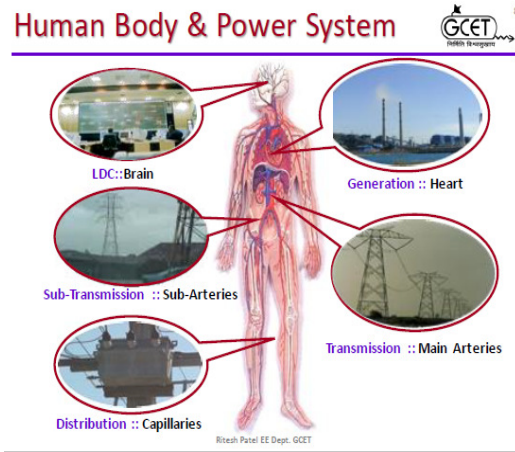 Human Body & Power System
GCET
LDC::Brain
Generation :: Heart
Sub-Transmission :: Sub-Arteries
Transmission :: Main Arteries
Distribution :: Capillaries
Ritesh Patel EE Dept. GCET